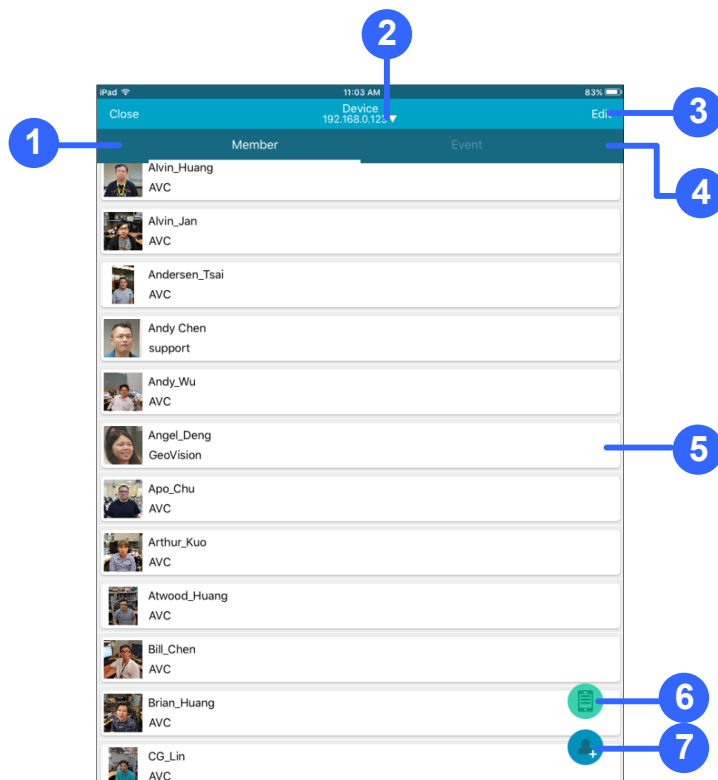 2
iPad 11:03 AM 83%
Close Device Edit
192.168.0.123▼
3
1
Member Event
4
Alvin_Huang
AVC
Alvin_Jan
AVC
Andersen_Tsai
AVC
Andy Chen
support
Andy_Wu
AVC
Angel_Deng
GeoVision
5
Apo_Chu
AVC
Arthur_Kuo
AVC
Atwood_Huang
AVC
Bill_Chen
AVC
6
Brian_Huang
AVC
7
CG_Lin
AVC